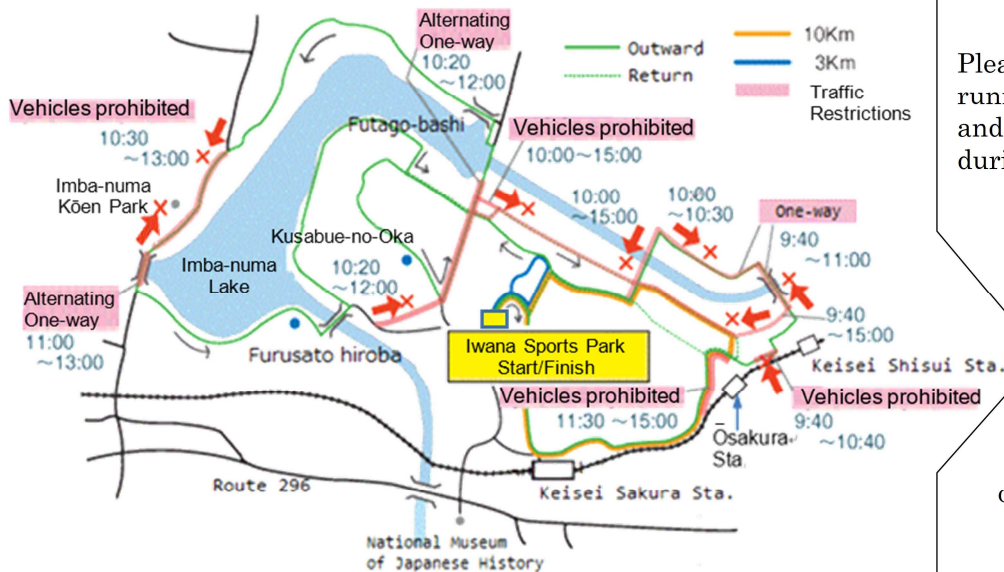 Alternating
One-way
10:20
～12:00
Outward
Return
10Km
3Km
Traffic
Restrictions
Plea
runn
and
duri
Vehicles prohibited
10:30
～13:00
Futago-bashi
Vehicles prohibited
10:00～15:00
Imba-numa
Kōen Park
10:00
～15:00
10:00
～10:30
One-way
9:40
～11:00
Kusabue-no-Oka
Imba-numa
Lake
10:20
～12:00
Alternating
One-way
11:00
～13:00
9:40
～15:00
Furusato hiroba
Iwana Sports Park
Start/Finish
Keisei Shisui Sta.
Vehicles prohibited
11:30 ～15:00
Vehicles prohibited
9:40
～10:40
Ōsakura
Sta.
Route 296
Keisei Sakura Sta.
National Museum
of Japanese History